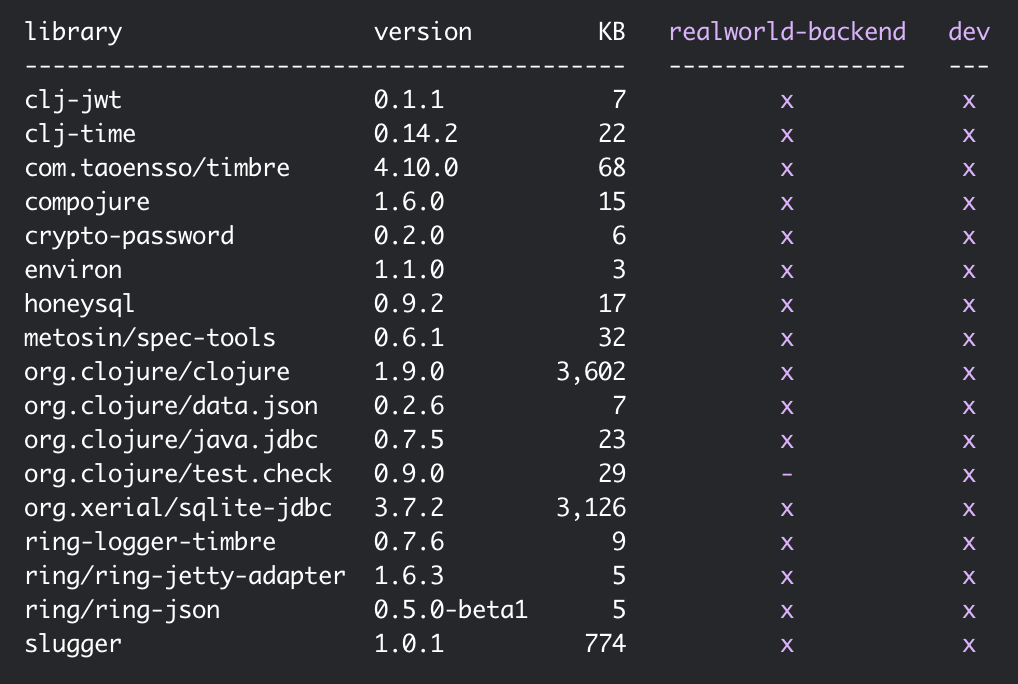 library                  version          KB   realworld-backend   dev
-------------------------------------------   -----------------   ---
clj-jwt                  0.1.1             7           x            x
clj-time                 0.14.2           22           x            x
com.taoensso/timbre      4.10.0           68           x            x
compojure                1.6.0            15           x            x
crypto-password          0.2.0             6           x            x
environ                  1.1.0             3           x            x
honeysql                 0.9.2            17           x            x
metosin/spec-tools       0.6.1            32           x            x
org.clojure/clojure      1.9.0         3,602           x            x
org.clojure/data.json    0.2.6             7           x            x
org.clojure/java.jdbc    0.7.5            23           x            x
org.clojure/test.check   0.9.0            29           -            x
org.xerial/sqlite-jdbc   3.7.2         3,126           x            x
ring-logger-timbre       0.7.6             9           x            x
ring/ring-jetty-adapter  1.6.3             5           x            x
ring/ring-json           0.5.0-beta1       5           x            x
slugger                  1.0.1           774           x            x